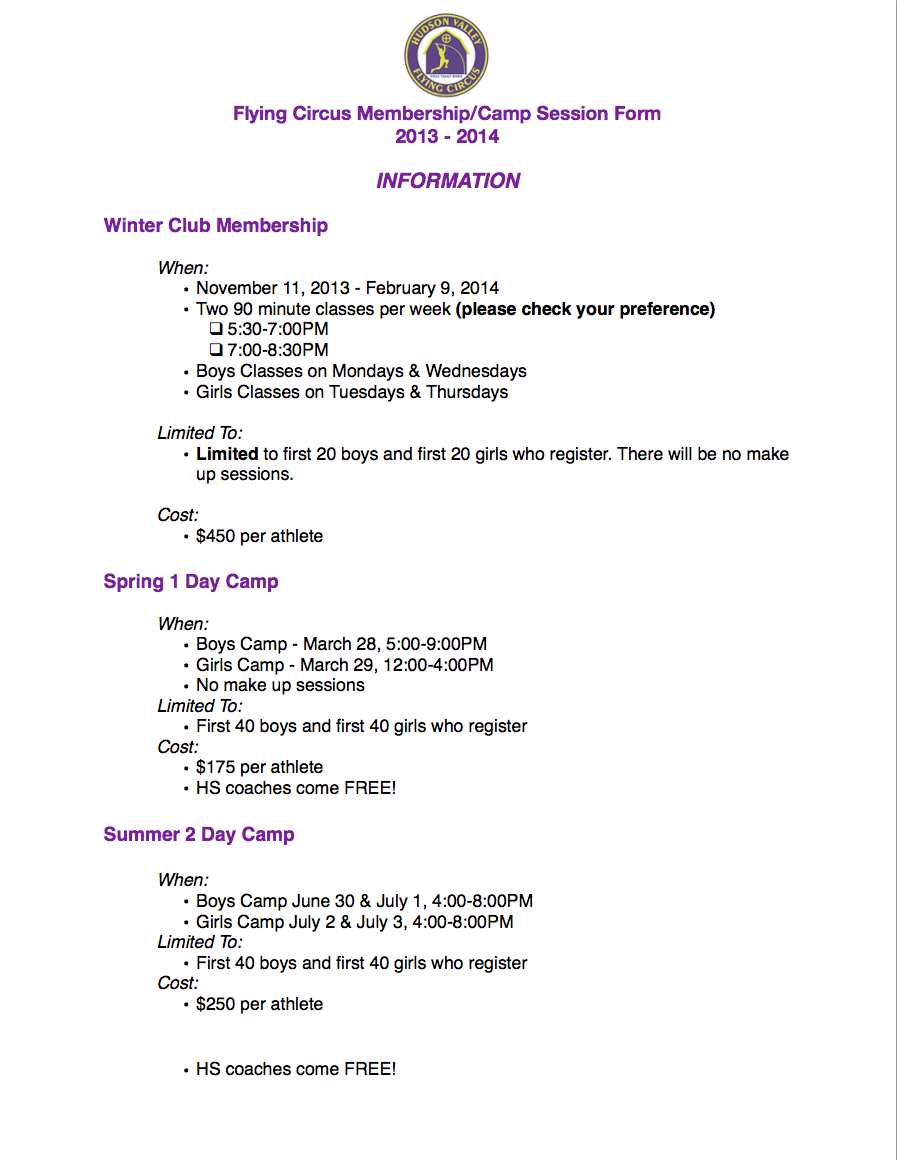 HUDSON VALLEY
FLYING CIRCUS
Flying Circus Membership/Camp Session Form
2013 - 2014
INFORMATION
Winter Club Membership
When:
• November 11, 2013 - February 9, 2014
• Two 90 minute classes per week (please check your preference)
❑ 5:30-7:00PM
❑ 7:00-8:30PM
• Boys Classes on Mondays & Wednesdays
• Girls Classes on Tuesdays & Thursdays
Limited To:
• Limited to first 20 boys and first 20 girls who register. There will be no make
up sessions.
Cost:
• $450 per athlete
Spring 1 Day Camp
When:
• Boys Camp - March 28, 5:00-9:00PM
• Girls Camp - March 29, 12:00-4:00PM
• No make up sessions
Limited To:
• First 40 boys and first 40 girls who register
Cost:
• $175 per athlete
• HS coaches come FREE!
Summer 2 Day Camp
When:
• Boys Camp June 30 & July 1, 4:00-8:00PM
• Girls Camp July 2 & July 3, 4:00-8:00PM
Limited To:
• First 40 boys and first 40 girls who register
Cost:
• $250 per athlete
• HS coaches come FREE!